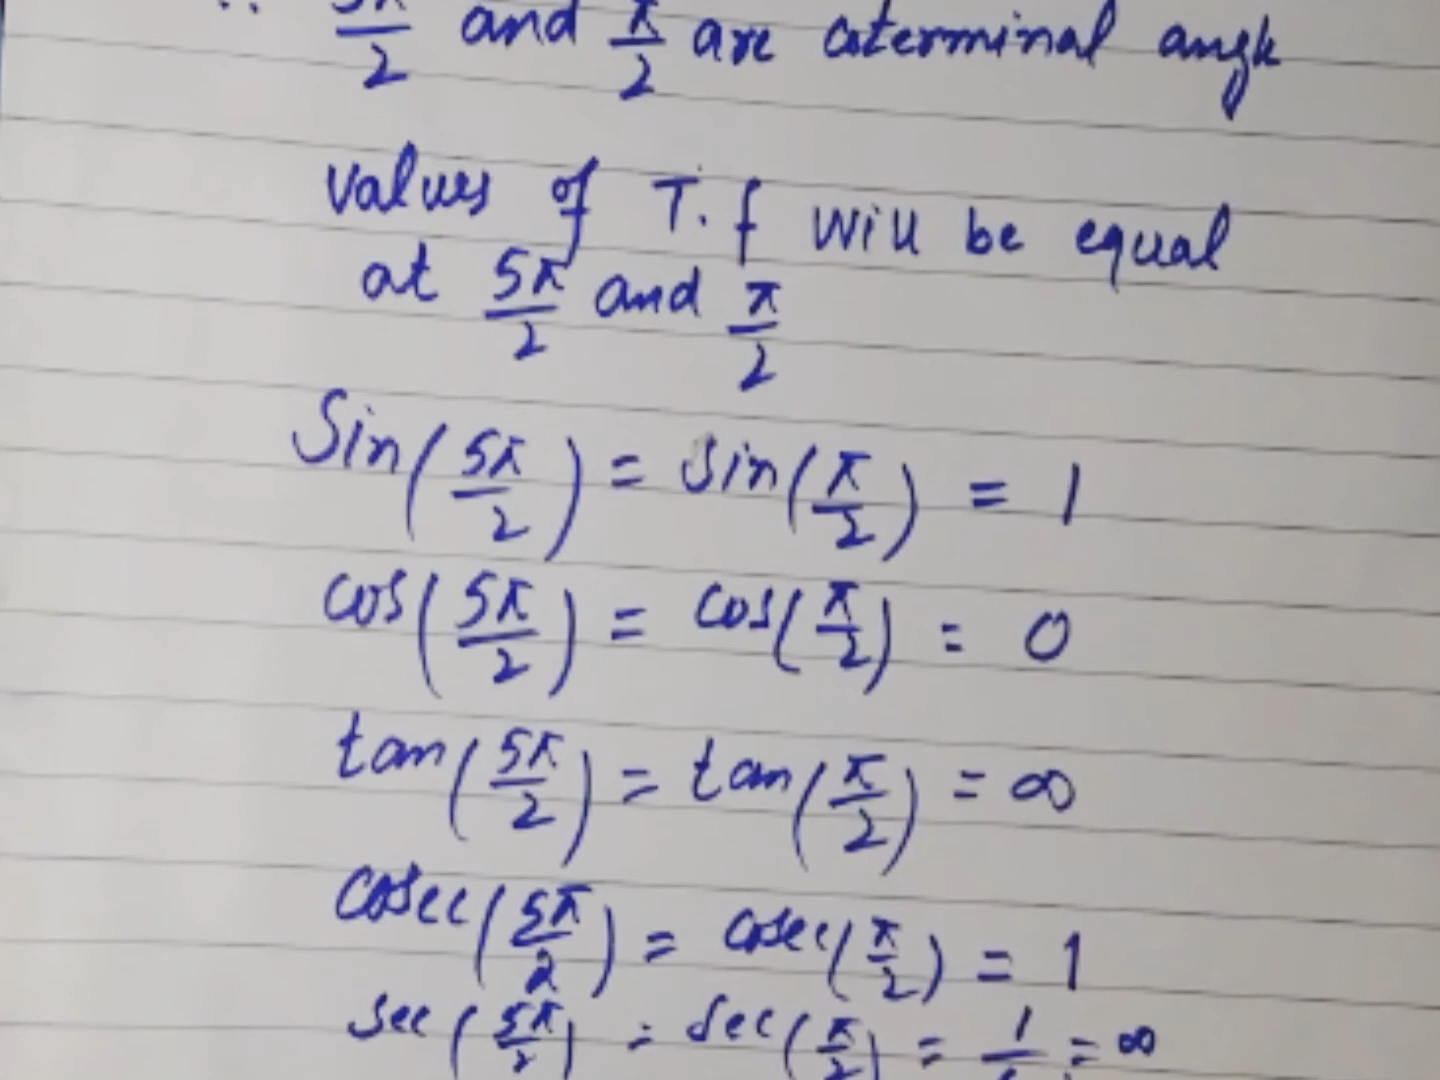 ∴ 5π/2 and π/2 are coterminal angle
values of T.f will be equal
at 5π/2 and π/2
Sin(5π/2) = sin(π/2) = 1
cos(5π/2) = cos(π/2) = 0
tan(5π/2) = tan(π/2) = ∞
cosec(5π/2) = cosec(π/2) = 1
sec(5π/2) = sec(π/2) = 1/ = ∞